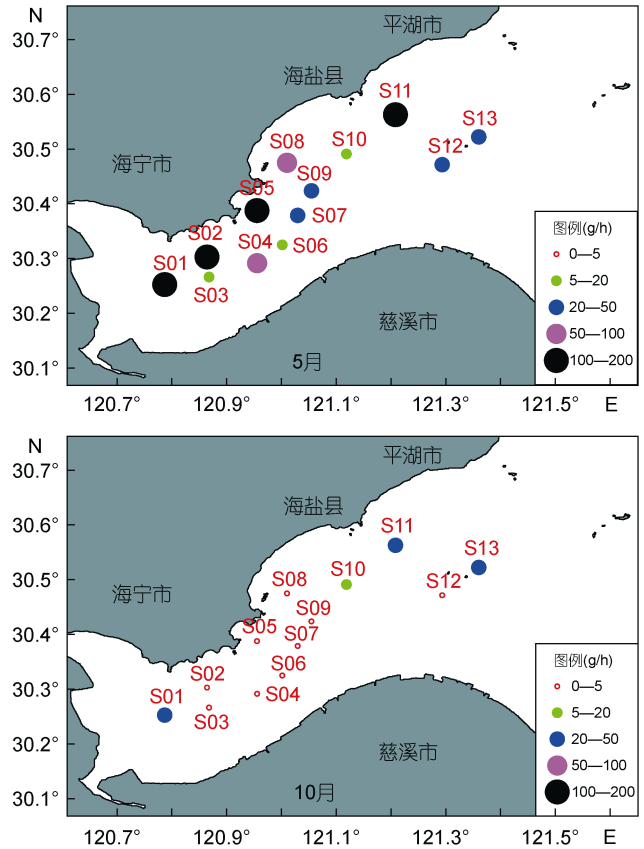 N
30.7°
30.6°
30.5°
30.4°
30.3°
30.2°
30.1°
平湖市
海盐县
海宁市
慈溪市
S11
S13
S10
S12
S08
S09
S05
S07
S02
S04
S06
S01
S03
5月
图例(g/h)
0—5
5—20
20—50
50—100
100—200
120.7° 120.9° 121.1° 121.3° 121.5° E
N
30.7°
30.6°
30.5°
30.4°
30.3°
30.2°
30.1°
平湖市
海盐县
海宁市
慈溪市
S11
S13
S10
S12
S08
S09
S05
S07
S02
S06
S01
S04
S03
10月
图例(g/h)
0—5
5—20
20—50
50—100
100—200
120.7° 120.9° 121.1° 121.3° 121.5° E